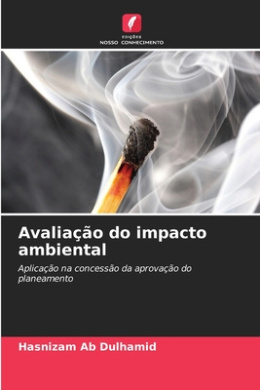 edições
NOSSO CONHECIMENTO
Avaliação do impacto
ambiental
Aplicação na concessão da aprovação do
planeamento
Hasnizam Ab Dulhamid